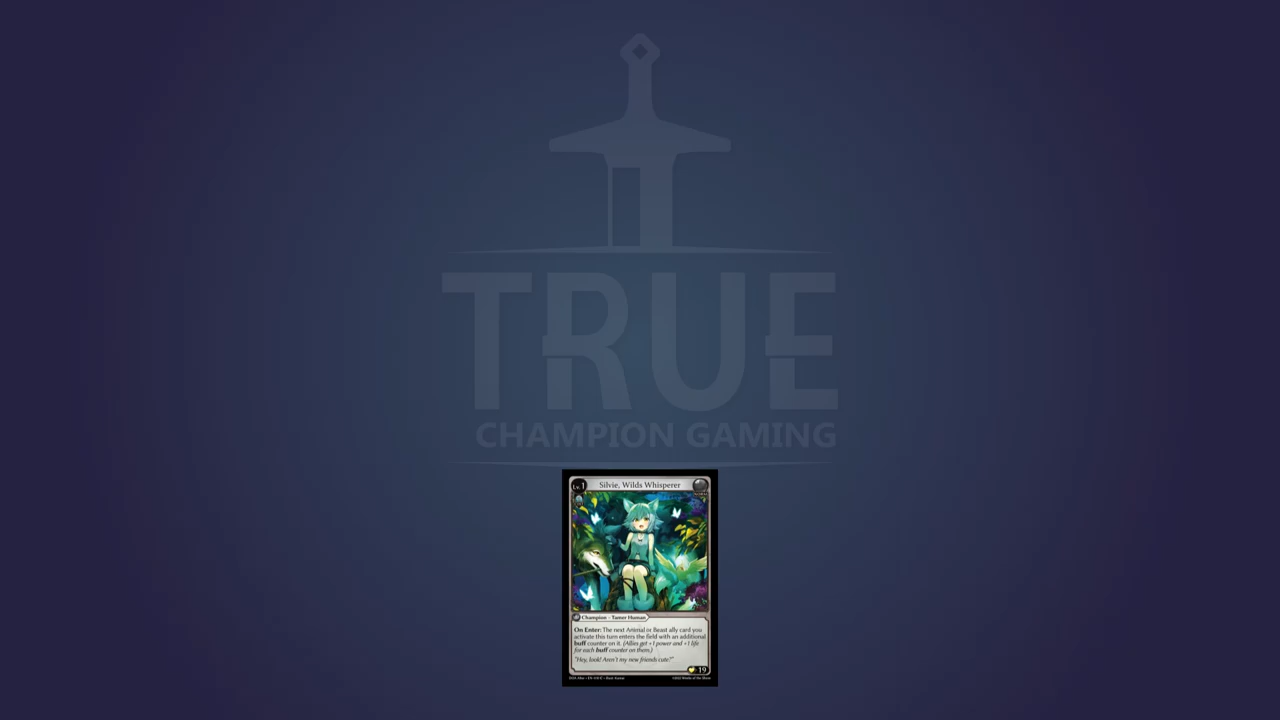 TRUE
CHAMPION GAMING
Lv. 1
Silvie, Wilds Whisperer
Champion - Tamer Human
On Enter: The next Animal or Beast ally card you
activate this turn enters the field with an additional
buff counter on it. (Allies get +1 power and +1 life
for each buff counter on them.)
"Hey, look! Aren't my new friends cute?"
19